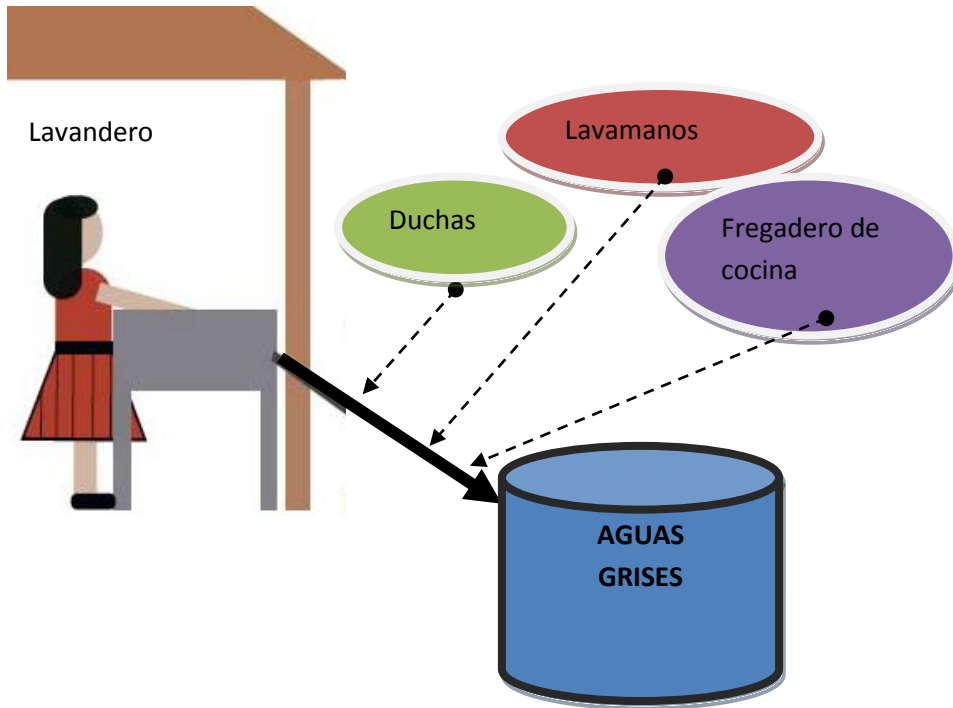 Lavandero
Lavamanos
Duchas
Fregadero de
cocina
AGUAS
GRISES